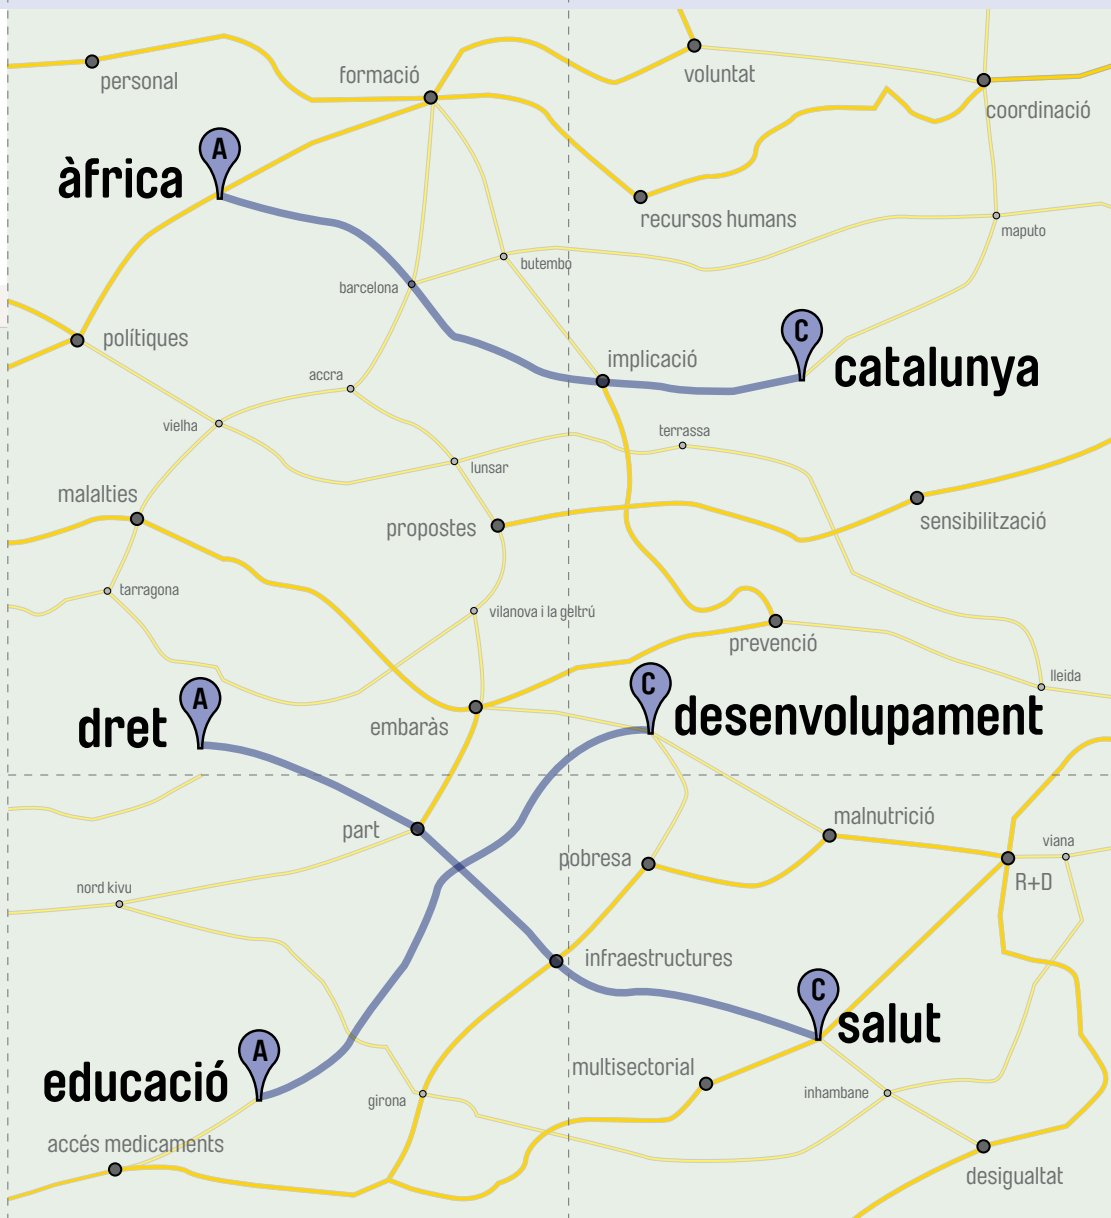 personal
formació
voluntat
coordinació
A
àfrica
recursos humans
maputo
butembo
barcelona
polítiques
C
implicació
catalunya
accra
vielha
terrassa
lunsar
malalties
propostes
sensibilització
tarragona
vilanova i la geltrú
prevenció
lleida
A
C
dret
embaràs
desenvolupament
part
malnutrició
viana
pobresa
R+D
nord kivu
infraestructures
C
salut
A
educació
multisectorial
girona
inhambane
accés medicaments
desigualtat